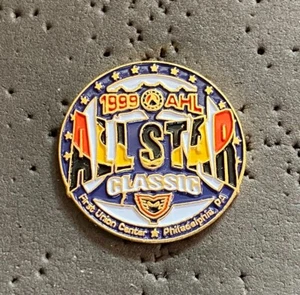 1999 AHL
ALL STAR
CLASSIC
First Union Center ★ Philadelphia, PA